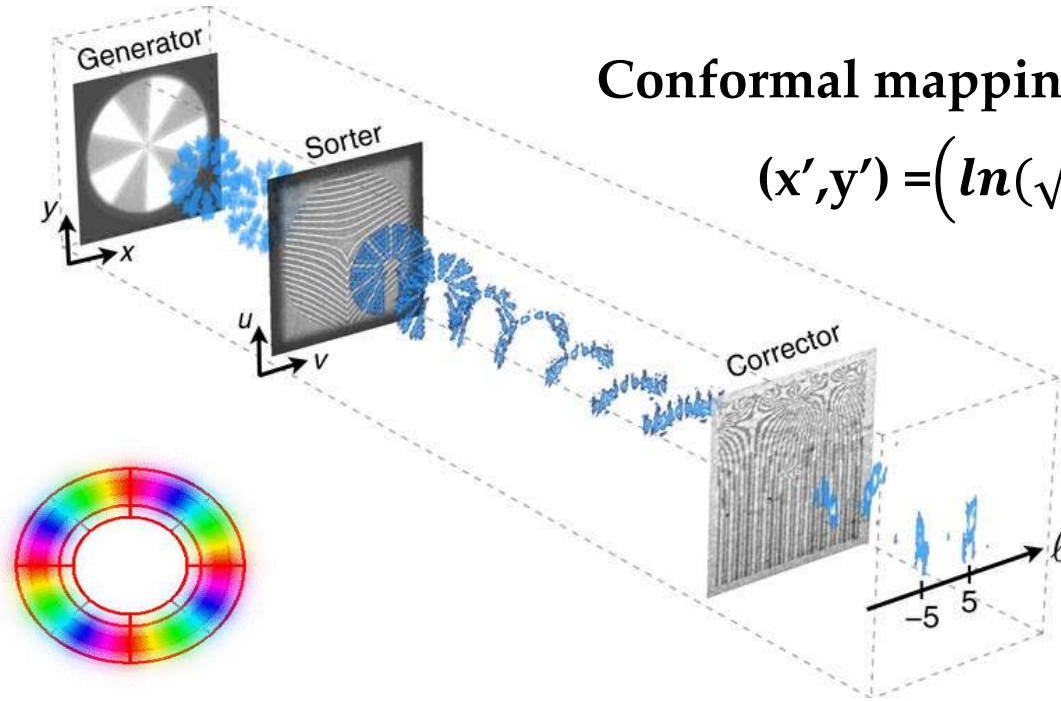 Generator
Conformal mappin
Sorter
(x′,y′) =( ln(√
y
x
u
v
Corrector
ℓ
−5
5